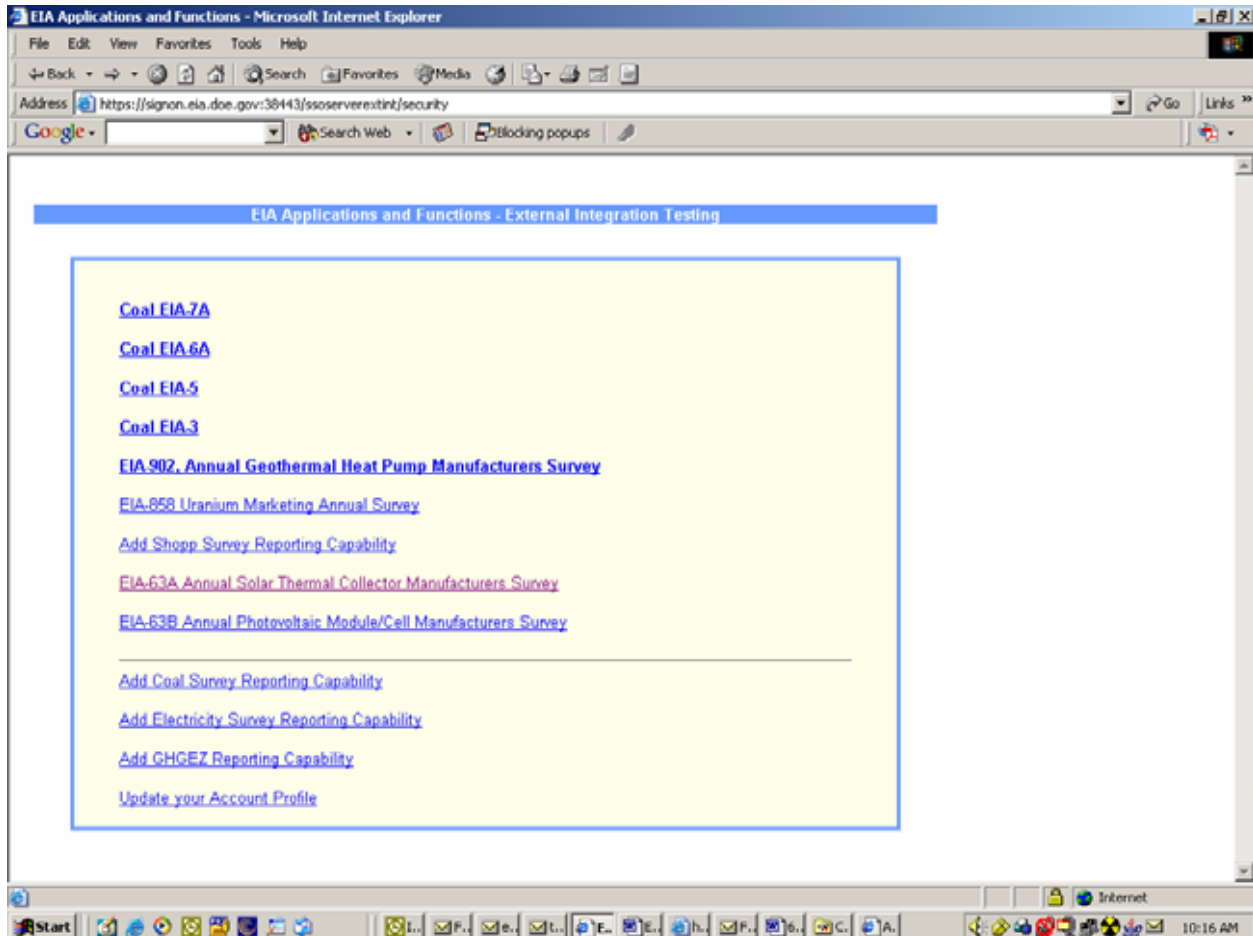 EIA Applications and Functions - Microsoft Internet Explorer
File Edit View Favorites Tools Help
Back Search Favorites Media
Address https://signon.eia.doe.gov:38443/ssoserverextint/security Go Links »
Google Search Web Blocking popups
EIA Applications and Functions - External Integration Testing
Coal EIA-7A
Coal EIA-6A
Coal EIA-5
Coal EIA-3
EIA-902, Annual Geothermal Heat Pump Manufacturers Survey
EIA-858 Uranium Marketing Annual Survey
Add Shopp Survey Reporting Capability
EIA-63A Annual Solar Thermal Collector Manufacturers Survey
EIA-63B Annual Photovoltaic Module/Cell Manufacturers Survey
Add Coal Survey Reporting Capability
Add Electricity Survey Reporting Capability
Add GHGEZ Reporting Capability
Update your Account Profile
Internet
Start I... F... e... t... E... E... h... F... 6... C... A... 10:16 AM